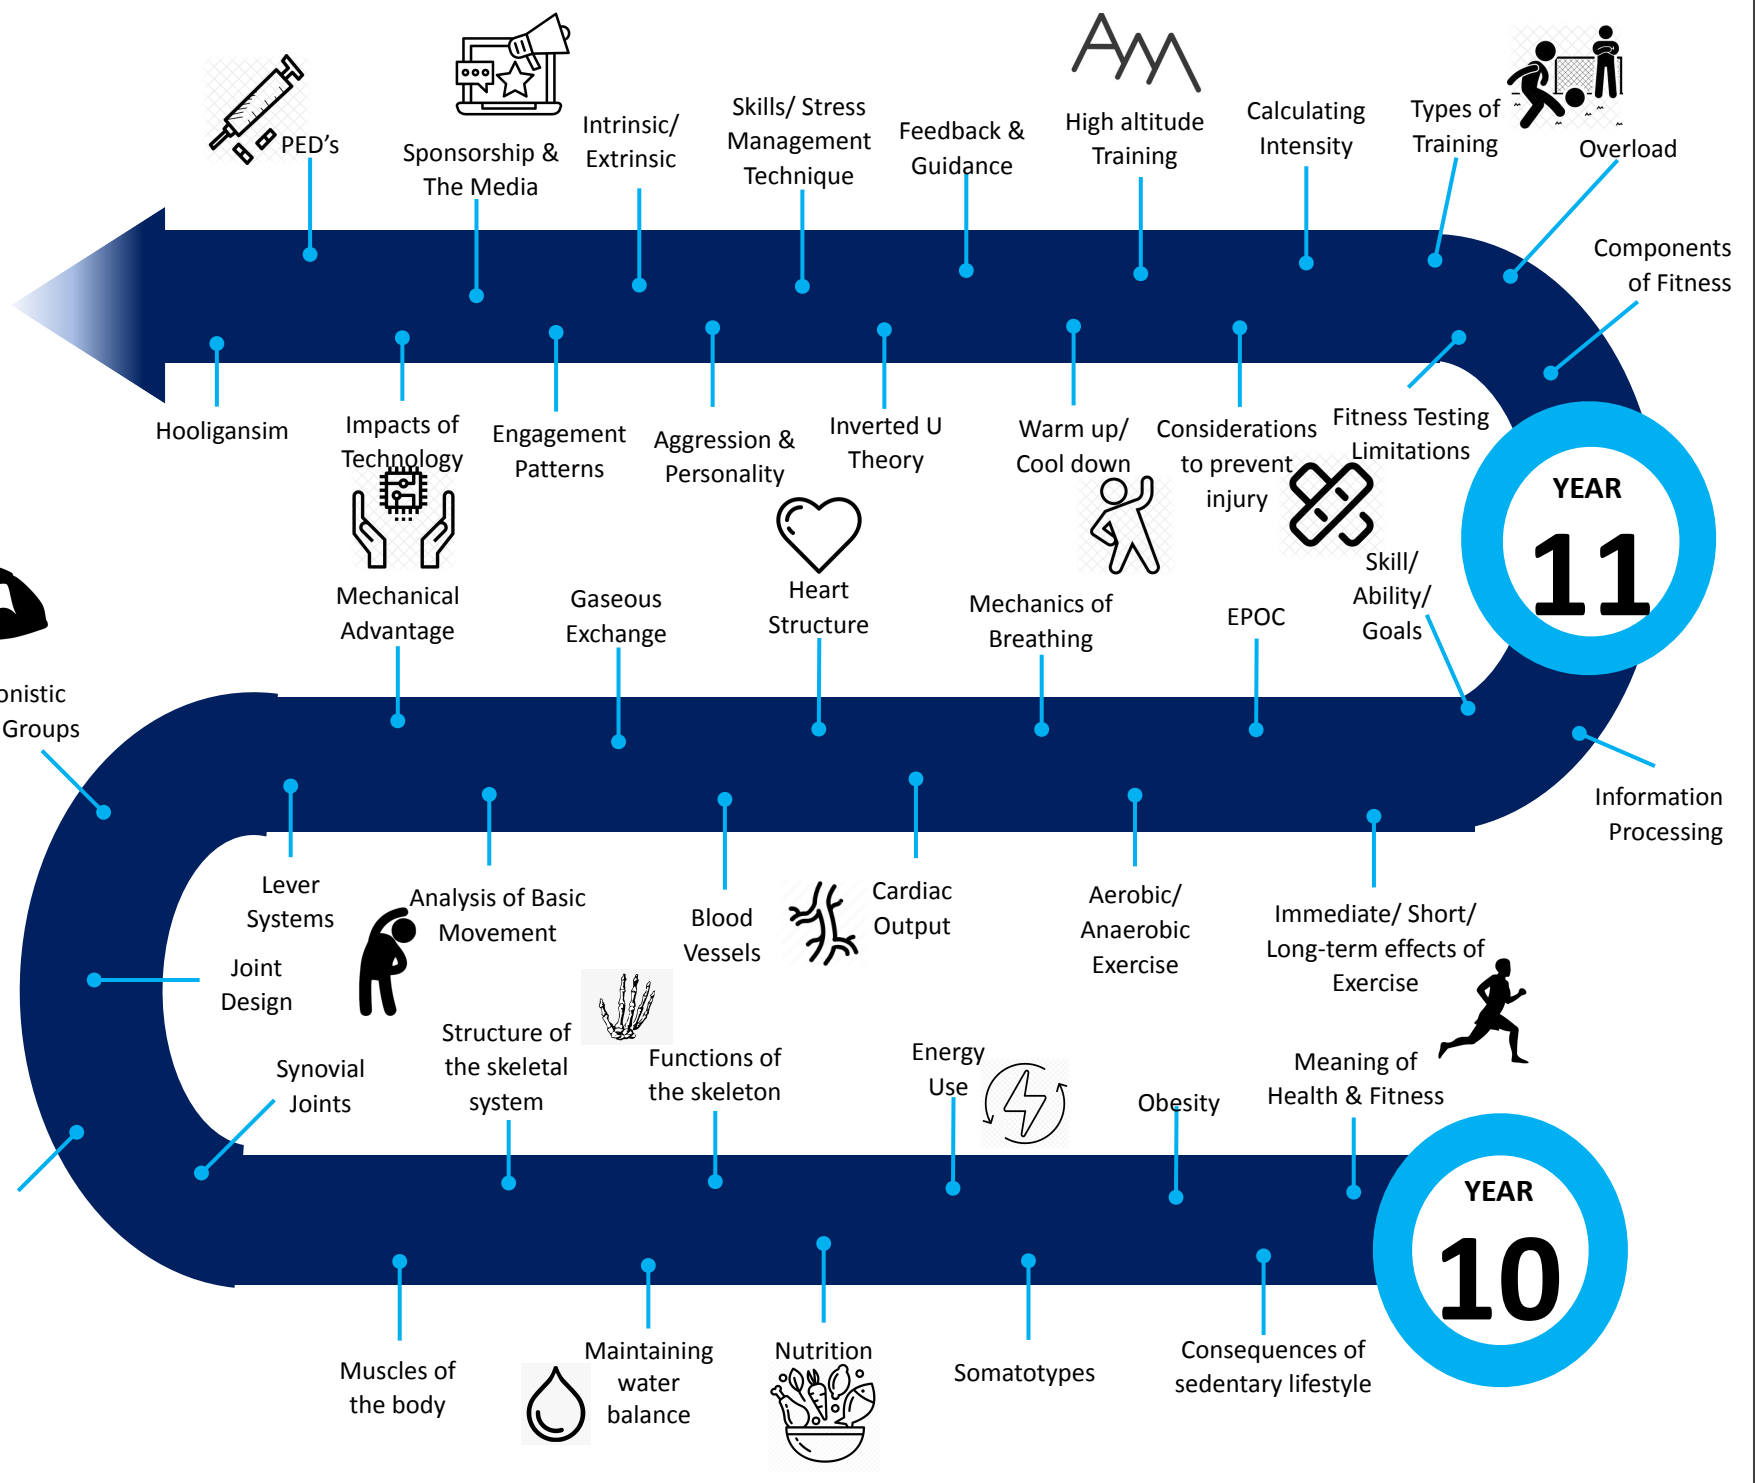 PED's
Sponsorship &
The Media
Intrinsic/
Extrinsic
Skills/ Stress
Management
Technique
Feedback &
Guidance
AM
High altitude
Training
Calculating
Intensity
Types of
Training
Overload
Components
of Fitness
Hooligansim
Impacts of
Technology
Engagement
Patterns
Aggression &
Personality
Inverted U
Theory
Warm up/
Cool down
Considerations
to prevent
injury
Fitness Testing
Limitations
YEAR
11
Mechanical
Advantage
Gaseous
Exchange
Heart
Structure
Mechanics of
Breathing
EPOC
Skill/
Ability/
Goals
onistic
Groups
Information
Processing
Lever
Systems
Analysis of Basic
Movement
Blood
Vessels
Cardiac
Output
Aerobic/
Anaerobic
Exercise
Immediate/ Short/
Long-term effects of
Exercise
Joint
Design
Synovial
Joints
Structure of
the skeletal
system
Functions of
the skeleton
Energy
Use
Obesity
Meaning of
Health & Fitness
YEAR
10
Muscles of
the body
Maintaining
water
balance
Nutrition
Somatotypes
Consequences of
sedentary lifestyle